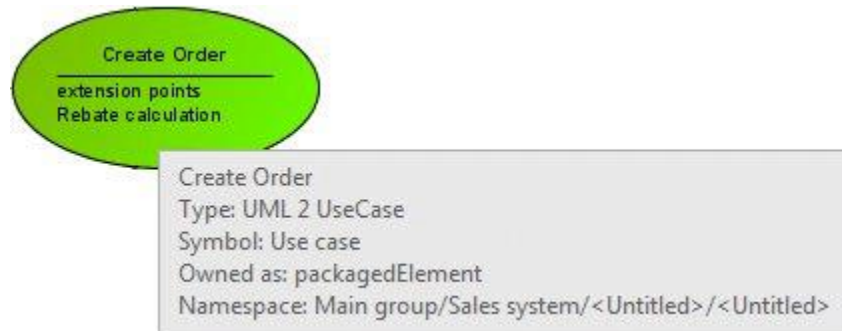 Create Order
extension points
Rebate calculation
Create Order
Type: UML 2 UseCase
Symbol: Use case
Owned as: packagedElement
Namespace: Main group/Sales system/<Untitled>/<Untitled>